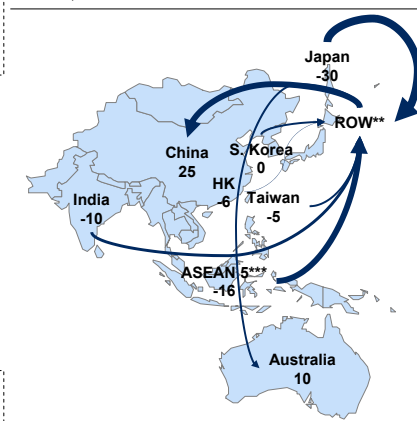 Japan
-30
ROW**
S. Korea
0
China
25
HK
-6
Taiwan
-5
India
-10
ASEAN 5***
-16
Australia
10